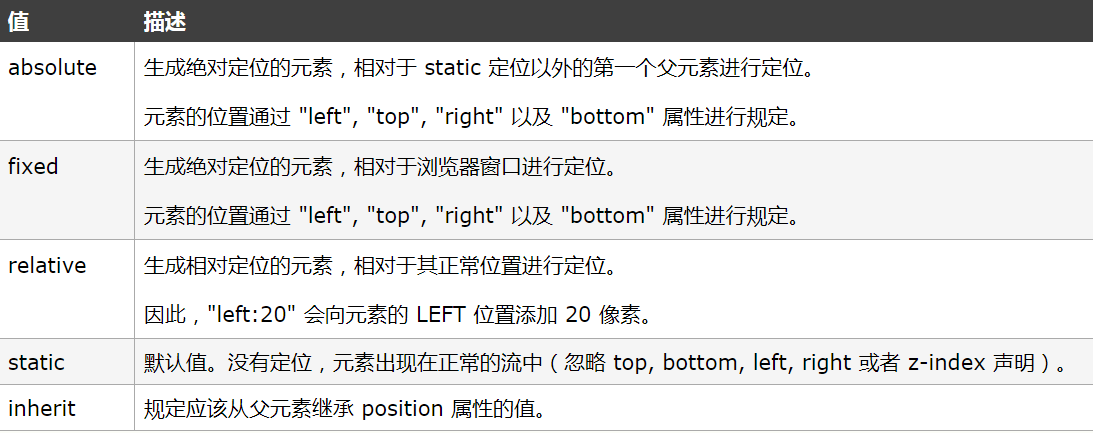 值 描述
absolute 生成绝对定位的元素，相对于 static 定位以外的第一个父元素进行定位。
元素的位置通过 "left", "top", "right" 以及 "bottom" 属性进行规定。
fixed 生成绝对定位的元素，相对于浏览器窗口进行定位。
元素的位置通过 "left", "top", "right" 以及 "bottom" 属性进行规定。
relative 生成相对定位的元素，相对于其正常位置进行定位。
因此，"left:20" 会向元素的 LEFT 位置添加 20 像素。
static 默认值。没有定位，元素出现在正常的流中（忽略 top, bottom, left, right 或者 z-index 声明）。
inherit 规定应该从父元素继承 position 属性的值。